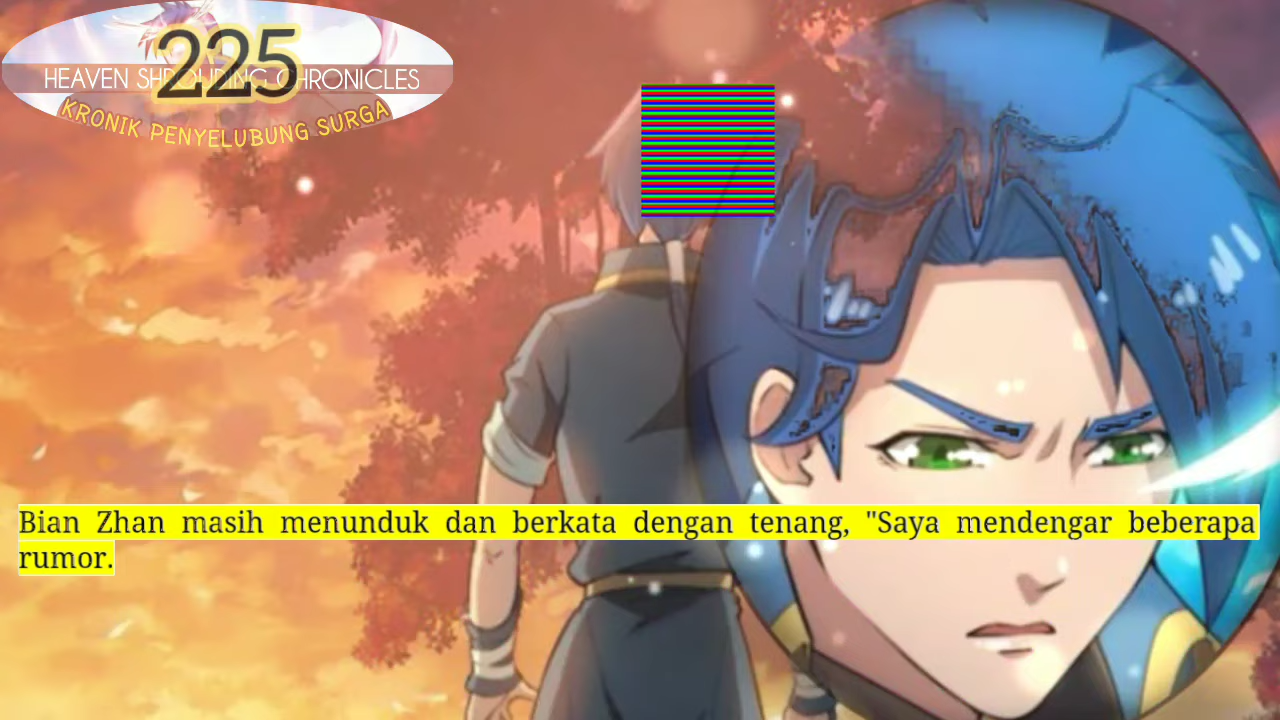 225
HEAVEN SHROUDING CHRONICLES
KRONIK PENYELUBUNG SURGA
Bian Zhan masih menunduk dan berkata dengan tenang, "Saya mendengar beberapa
rumor.